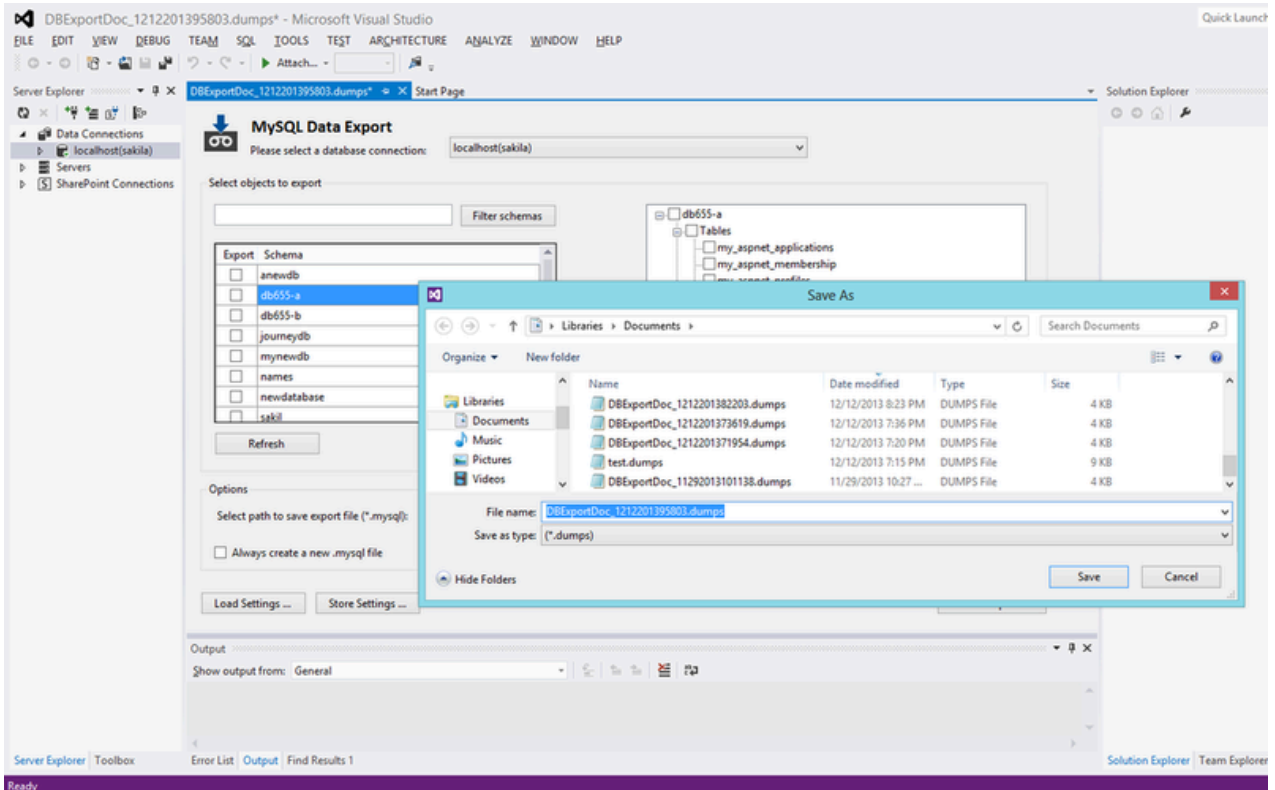 DBExportDoc_1212201395803.dumps* - Microsoft Visual Studio
Quick Launch
FILE EDIT VIEW DEBUG TEAM SQL TOOLS TEST ARCHITECTURE ANALYZE WINDOW HELP
Attach...
Server Explorer
DBExportDoc_1212201395803.dumps*
Start Page
Solution Explorer
Data Connections
localhost(sakila)
Servers
SharePoint Connections
MySQL Data Export
Please select a database connection:
localhost(sakila)
Select objects to export
Filter schemas
Export Schema
anewdb
db655-a
db655-b
journeydb
mynewdb
names
newdatabase
sakil
Refresh
db655-a
Tables
my_aspnet_applications
my_aspnet_membership
my_aspnet_profiles
Options
Select path to save export file (*.mysql):
Always create a new .mysql file
Load Settings ...
Store Settings ...
Save As
Libraries
Documents
Search Documents
Organize
New folder
Libraries
Documents
Music
Pictures
Videos
Name Date modified Type Size
DBExportDoc_1212201382203.dumps 12/12/2013 8:23 PM DUMPS File 4 KB
DBExportDoc_1212201373619.dumps 12/12/2013 7:36 PM DUMPS File 4 KB
DBExportDoc_1212201371954.dumps 12/12/2013 7:20 PM DUMPS File 4 KB
test.dumps 12/12/2013 7:15 PM DUMPS File 9 KB
DBExportDoc_11292013101138.dumps 11/29/2013 10:27 ... DUMPS File 4 KB
File name: DBExportDoc_1212201395803.dumps
Save as type: (*.dumps)
Hide Folders
Save
Cancel
Output
Show output from: General
Server Explorer Toolbox
Error List Output Find Results 1
Solution Explorer Team Explorer
Ready